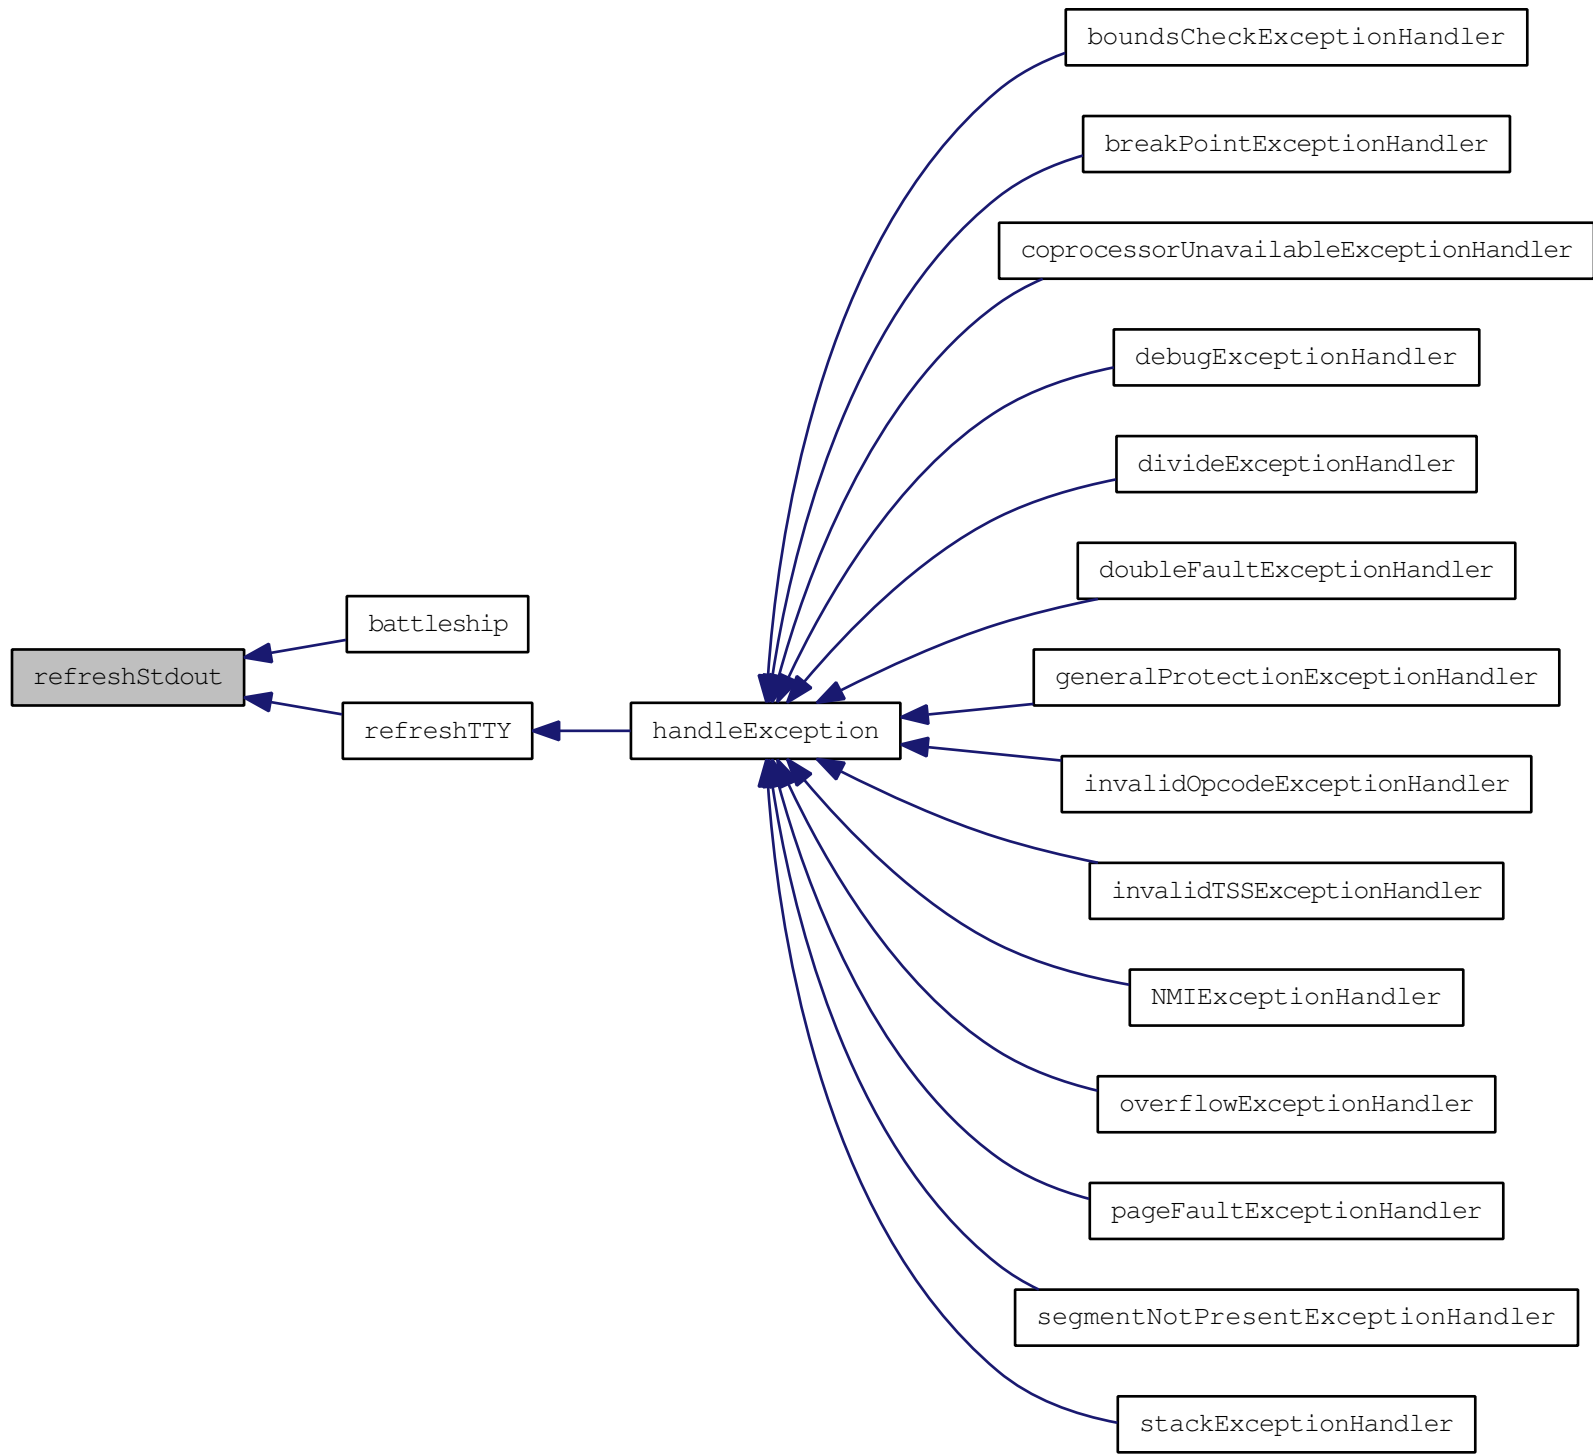 boundsCheckExceptionHandler
breakPointExceptionHandler
coprocessorUnavailableExceptionHandler
debugExceptionHandler
divideExceptionHandler
doubleFaultExceptionHandler
battleship
refreshStdout
generalProtectionExceptionHandler
refreshTTY
handleException
invalidOpcodeExceptionHandler
invalidTSSExceptionHandler
NMIExceptionHandler
overflowExceptionHandler
pageFaultExceptionHandler
segmentNotPresentExceptionHandler
stackExceptionHandler